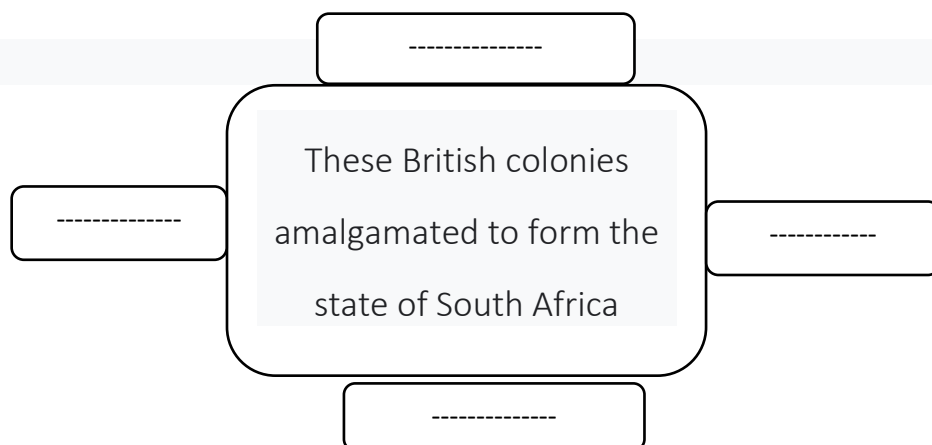 ---------------
These British colonies
amalgamated to form the
state of South Africa
--------------
------------
--------------